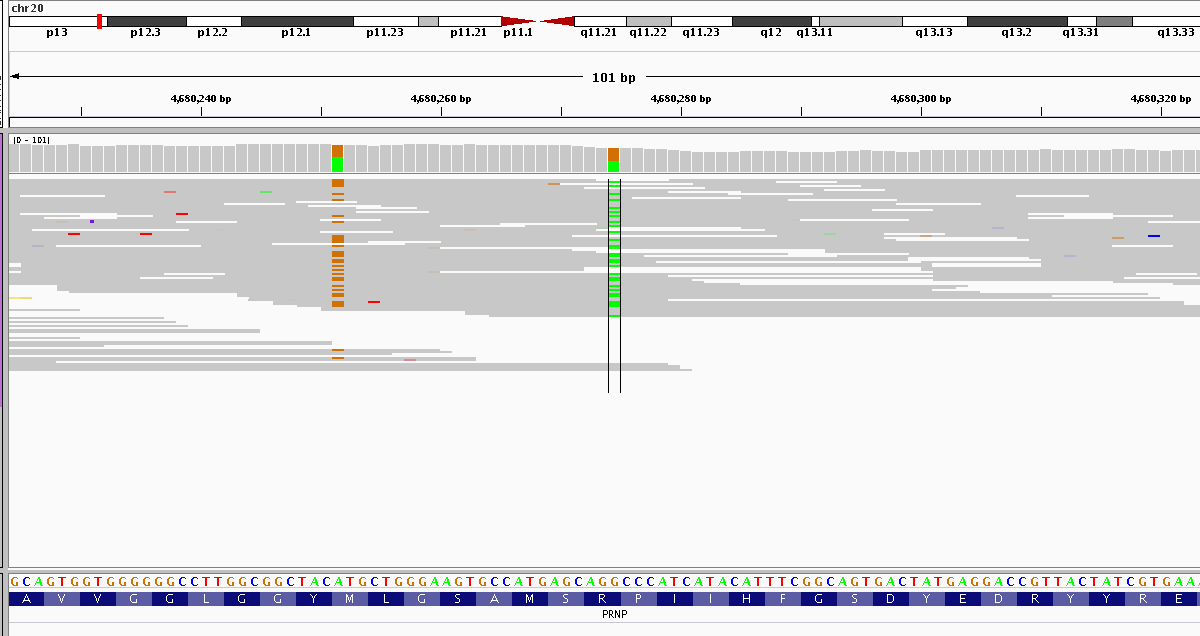 chr20
p13 p12.3 p12.2 p12.1 p11.23 p11.21 p11.1 q11.21 q11.22 q11.23 q12 q13.11 q13.13 q13.2 q13.31 q13.33
101 bp
4,680,240 bp 4,680,260 bp 4,680,280 bp 4,680,300 bp 4,680,320 bp
[0 - 101]
GCAGTGGTGGGGGGCCTTGGCGGCTACATGCTGGGAAGTGCCATGAGCAGGCCCATCATACATTTCGGCAGTGACTATGAGGACCGTTACTATCGTGAAA
A V V G G L G G Y M L G S A M S R P I I H F G S D Y E D R Y Y R E
PRNP